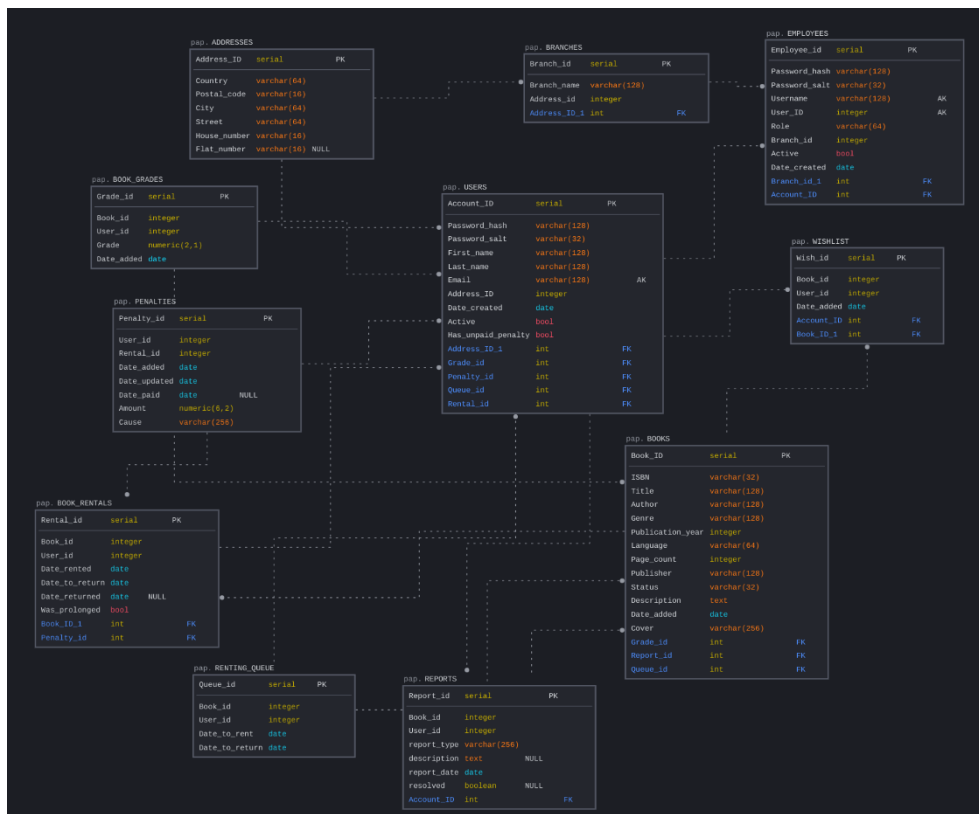 pap. ADDRESSES
Address_ID serial PK
Country varchar(64)
Postal_code varchar(16)
City varchar(64)
Street varchar(64)
House_number varchar(16)
Flat_number varchar(16) NULL
pap. BRANCHES
Branch_id serial PK
Branch_name varchar(128)
Address_id integer
Address_ID_1 int FK
pap. EMPLOYEES
Employee_id serial PK
Password_hash varchar(128)
Password_salt varchar(32)
Username varchar(128) AK
User_ID integer AK
Role varchar(64)
Branch_id integer
Active bool
Date_created date
Branch_id_1 int FK
Account_ID int FK
pap. BOOK_GRADES
Grade_id serial PK
Book_id integer
User_id integer
Grade numeric(2,1)
Date_added date
pap. USERS
Account_ID serial PK
Password_hash varchar(128)
Password_salt varchar(32)
First_name varchar(128)
Last_name varchar(128)
Email varchar(128) AK
Address_ID integer
Date_created date
Active bool
Has_unpaid_penalty bool
Address_ID_1 int FK
Grade_id int FK
Penalty_id int FK
Queue_id int FK
Rental_id int FK
pap. WISHLIST
Wish_id serial PK
Book_id integer
User_id integer
Date_added date
Account_ID int FK
Book_ID_1 int FK
pap. PENALTIES
Penalty_id serial PK
User_id integer
Rental_id integer
Date_added date
Date_updated date
Date_paid date NULL
Amount numeric(6,2)
Cause varchar(256)
pap. BOOKS
Book_ID serial PK
ISBN varchar(32)
Title varchar(128)
Author varchar(128)
Genre varchar(128)
Publication_year integer
Language varchar(64)
Page_count integer
Publisher varchar(128)
Status varchar(32)
Description text
Date_added date
Cover varchar(256)
Grade_id int FK
Report_id int FK
Queue_id int FK
pap. BOOK_RENTALS
Rental_id serial PK
Book_id integer
User_id integer
Date_rented date
Date_to_return date
Date_returned date NULL
Was_prolonged bool
Book_ID_1 int FK
Penalty_id int FK
pap. RENTING_QUEUE
Queue_id serial PK
Book_id integer
User_id integer
Date_to_rent date
Date_to_return date
pap. REPORTS
Report_id serial PK
Book_id integer
User_id integer
report_type varchar(256)
description text NULL
report_date date
resolved boolean NULL
Account_ID int FK